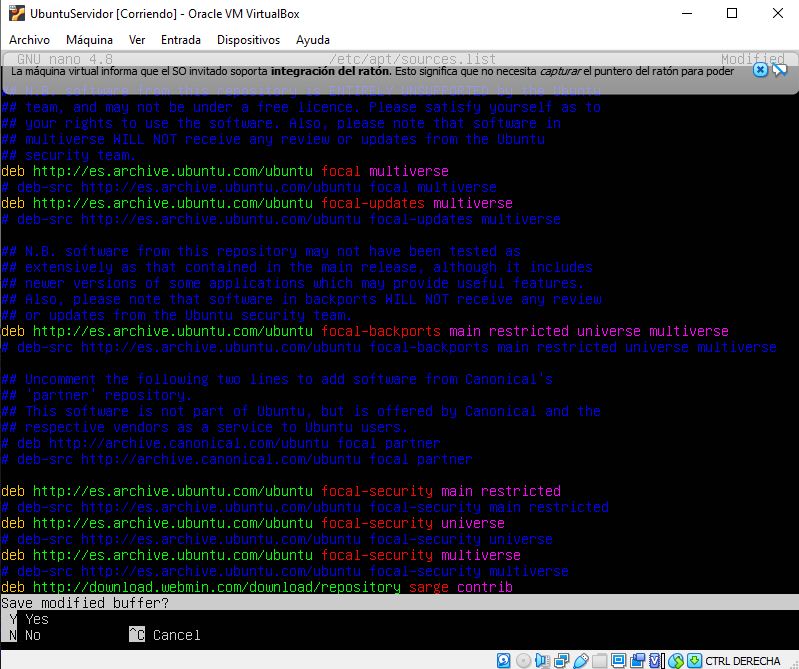 UbuntuServidor [Corriendo] - Oracle VM VirtualBox
Archivo Máquina Ver Entrada Dispositivos Ayuda
GNU nano 4.8 /etc/apt/sources.list Modified
La máquina virtual informa que el SO invitado soporta integración del ratón. Esto significa que no necesita capturar el puntero del ratón para poder
## N.B. software from this repository is ENTIRELY UNSUPPORTED by the Ubuntu
## team, and may not be under a free licence. Please satisfy yourself as to
## your rights to use the software. Also, please note that software in
## multiverse WILL NOT receive any review or updates from the Ubuntu
## security team.
deb http://es.archive.ubuntu.com/ubuntu focal multiverse
# deb-src http://es.archive.ubuntu.com/ubuntu focal multiverse
deb http://es.archive.ubuntu.com/ubuntu focal-updates multiverse
# deb-src http://es.archive.ubuntu.com/ubuntu focal-updates multiverse
## N.B. software from this repository may not have been tested as
## extensively as that contained in the main release, although it includes
## newer versions of some applications which may provide useful features.
## Also, please note that software in backports WILL NOT receive any review
## or updates from the Ubuntu security team.
deb http://es.archive.ubuntu.com/ubuntu focal-backports main restricted universe multiverse
# deb-src http://es.archive.ubuntu.com/ubuntu focal-backports main restricted universe multiverse
## Uncomment the following two lines to add software from Canonical's
## 'partner' repository.
## This software is not part of Ubuntu, but is offered by Canonical and the
## respective vendors as a service to Ubuntu users.
# deb http://archive.canonical.com/ubuntu focal partner
# deb-src http://archive.canonical.com/ubuntu focal partner
deb http://es.archive.ubuntu.com/ubuntu focal-security main restricted
# deb-src http://es.archive.ubuntu.com/ubuntu focal-security main restricted
deb http://es.archive.ubuntu.com/ubuntu focal-security universe
# deb-src http://es.archive.ubuntu.com/ubuntu focal-security universe
deb http://es.archive.ubuntu.com/ubuntu focal-security multiverse
# deb-src http://es.archive.ubuntu.com/ubuntu focal-security multiverse
deb http://download.webmin.com/download/repository sarge contrib
Save modified buffer?
Y Yes
N No ^C Cancel
CTRL DERECHA